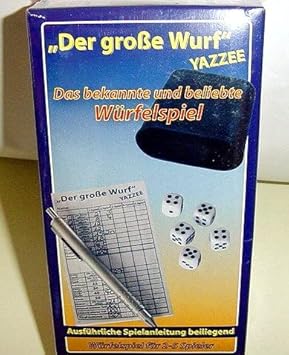 „Der große Wurf“
YAZZEE
Das bekannte und beliebte
Würfelspiel
„Der große Wurf“
YAZZEE
Ausführliche Spielanleitung beiliegend
Würfelspiel für 2-5 Spieler